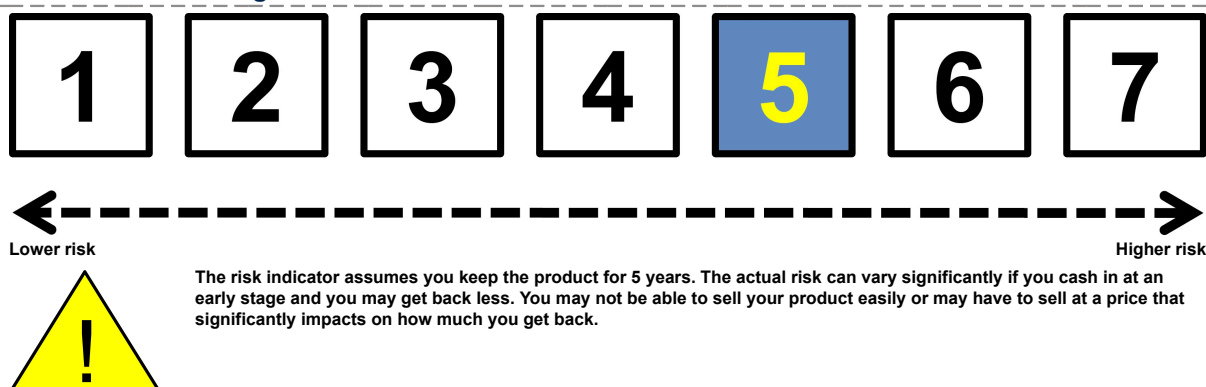 1 2 3 4 5 6 7
Lower risk Higher risk
The risk indicator assumes you keep the product for 5 years. The actual risk can vary significantly if you cash in at an
early stage and you may get back less. You may not be able to sell your product easily or may have to sell at a price that
significantly impacts on how much you get back.
!